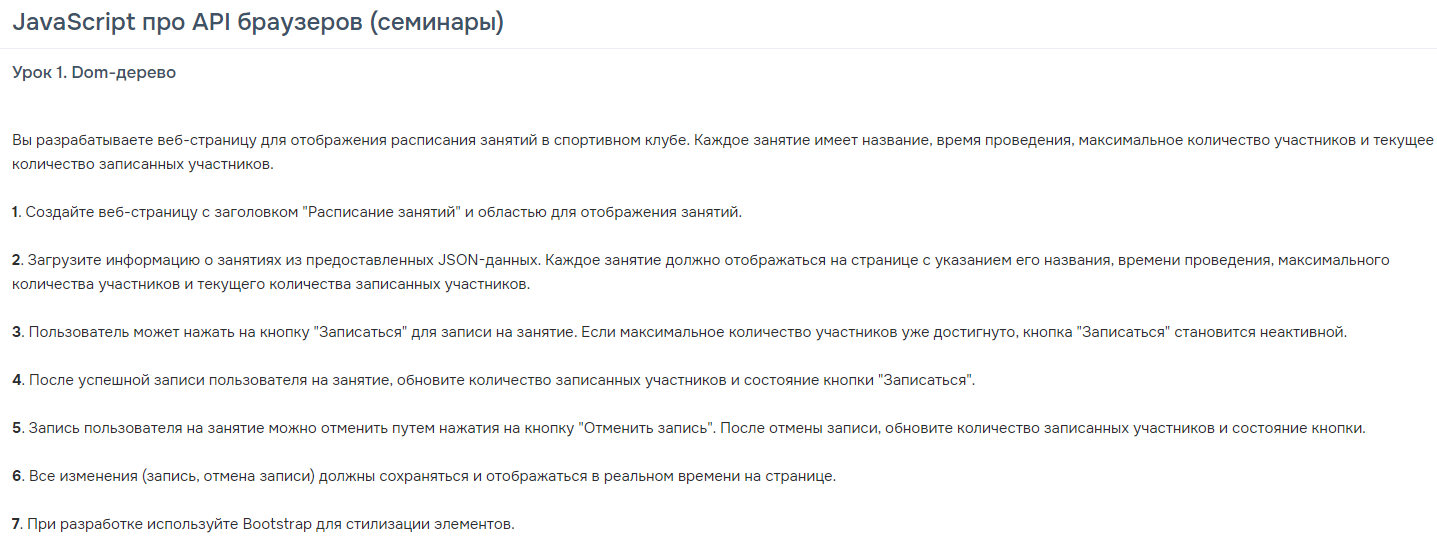 JavaScript про API браузеров (семинары)
Урок 1. Dom-дерево
Вы разрабатываете веб-страницу для отображения расписания занятий в спортивном клубе. Каждое занятие имеет название, время проведения, максимальное количество участников и текущее
количество записанных участников.
1. Создайте веб-страницу с заголовком "Расписание занятий" и областью для отображения занятий.
2. Загрузите информацию о занятиях из предоставленных JSON-данных. Каждое занятие должно отображаться на странице с указанием его названия, времени проведения, максимального
количества участников и текущего количества записанных участников.
3. Пользователь может нажать на кнопку "Записаться" для записи на занятие. Если максимальное количество участников уже достигнуто, кнопка "Записаться" становится неактивной.
4. После успешной записи пользователя на занятие, обновите количество записанных участников и состояние кнопки "Записаться".
5. Запись пользователя на занятие можно отменить путем нажатия на кнопку "Отменить запись". После отмены записи, обновите количество записанных участников и состояние кнопки.
6. Все изменения (запись, отмена записи) должны сохраняться и отображаться в реальном времени на странице.
7. При разработке используйте Bootstrap для стилизации элементов.